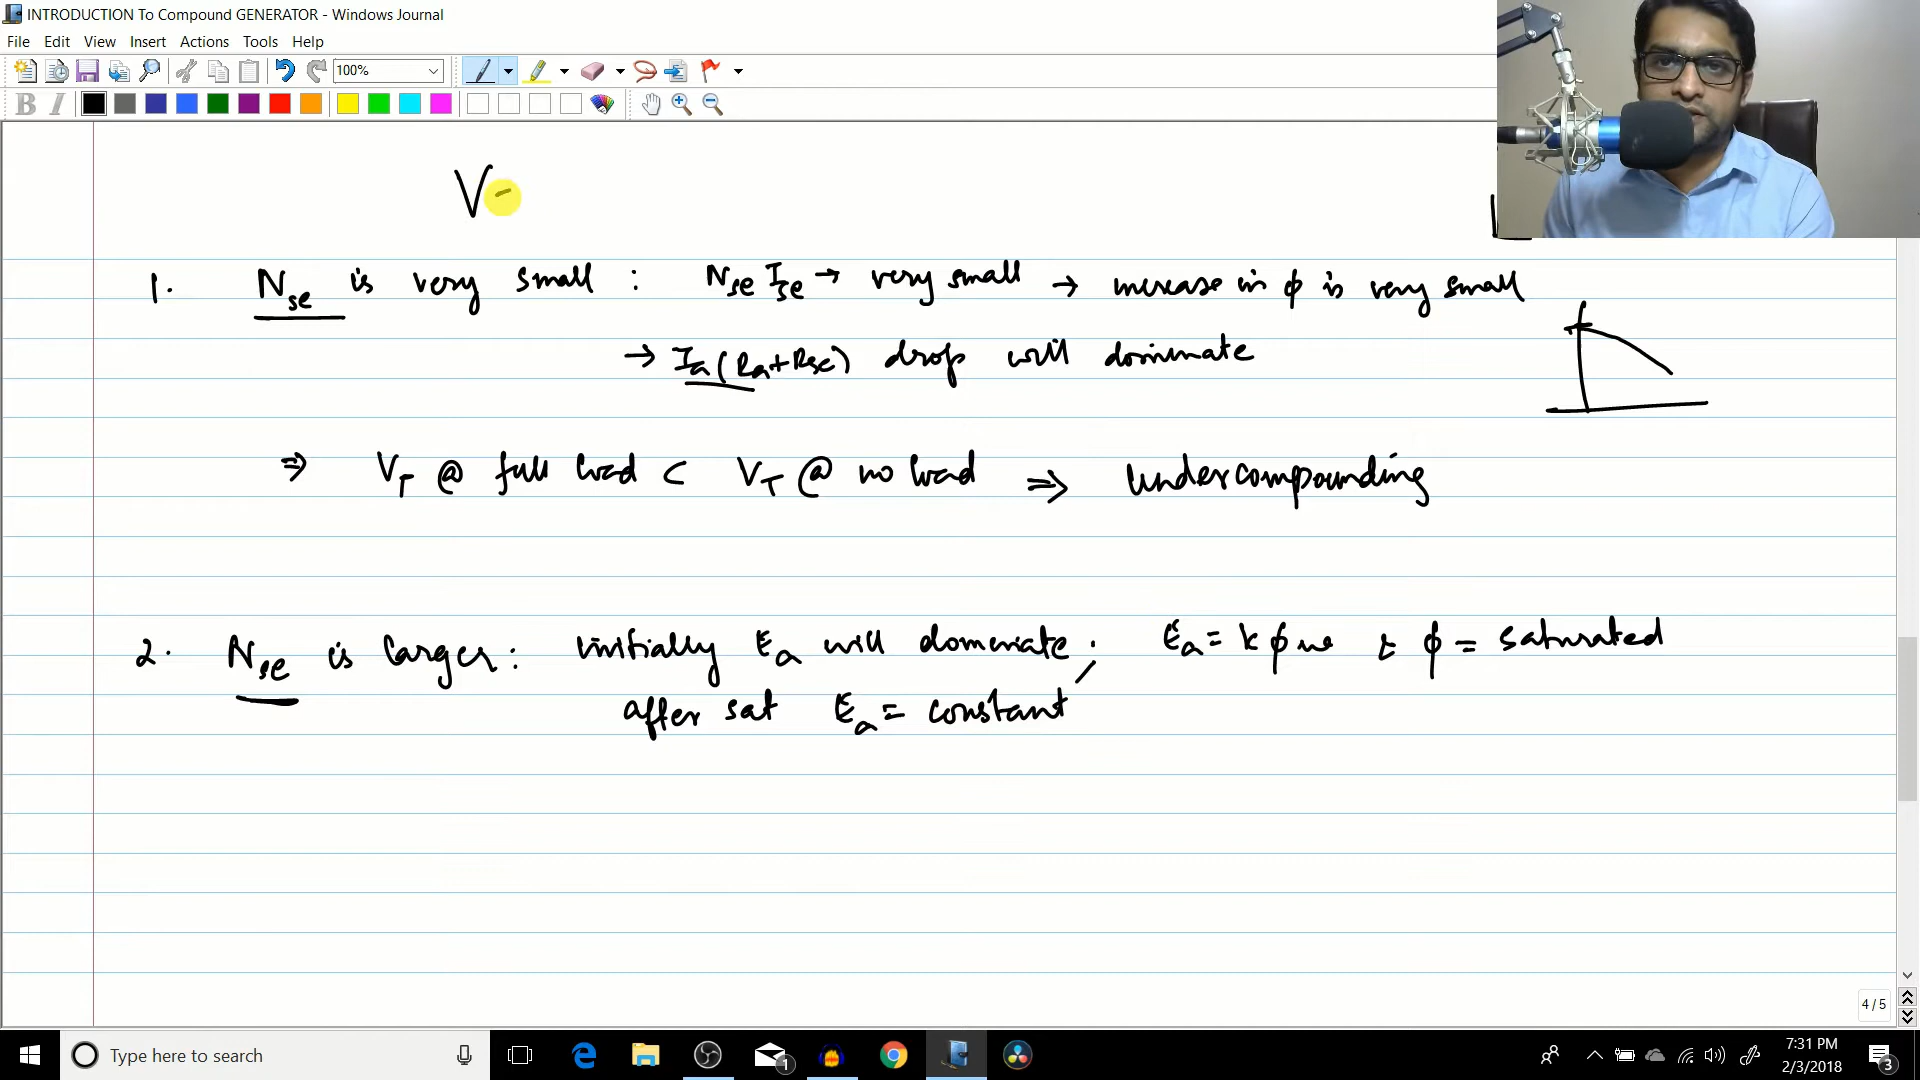 INTRODUCTION To Compound GENERATOR - Windows Journal
File Edit View Insert Actions Tools Help
100%
B I
V
1. Nse is very small : Nse Ise → very small → increase in φ is very small
→ Ia (Ra+Rse) drop will dominate
⇒ VT @ full load < VT @ no load ⇒ Undercompounding
2. Nse is larger: initially Ea will dominate; Ea = kφω & φ = saturated
after sat Ea = constant
4 / 5
Type here to search
1
7:31 PM
2/3/2018
3